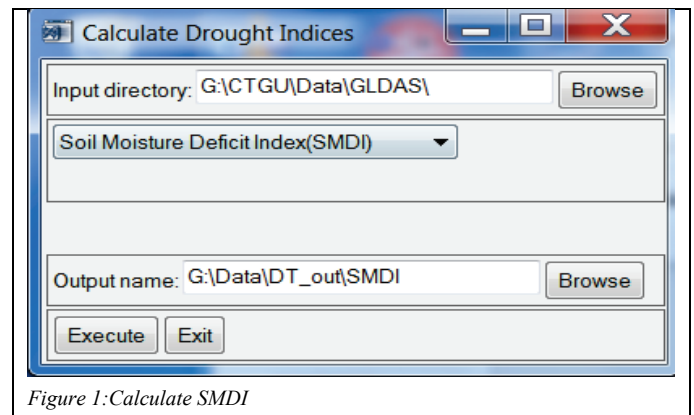 Calculate Drought Indices
Input directory: G:\CTGU\Data\GLDAS\ Browse
Soil Moisture Deficit Index(SMDI)
Output name: G:\Data\DT_out\SMDI Browse
Execute Exit
Figure 1:Calculate SMDI